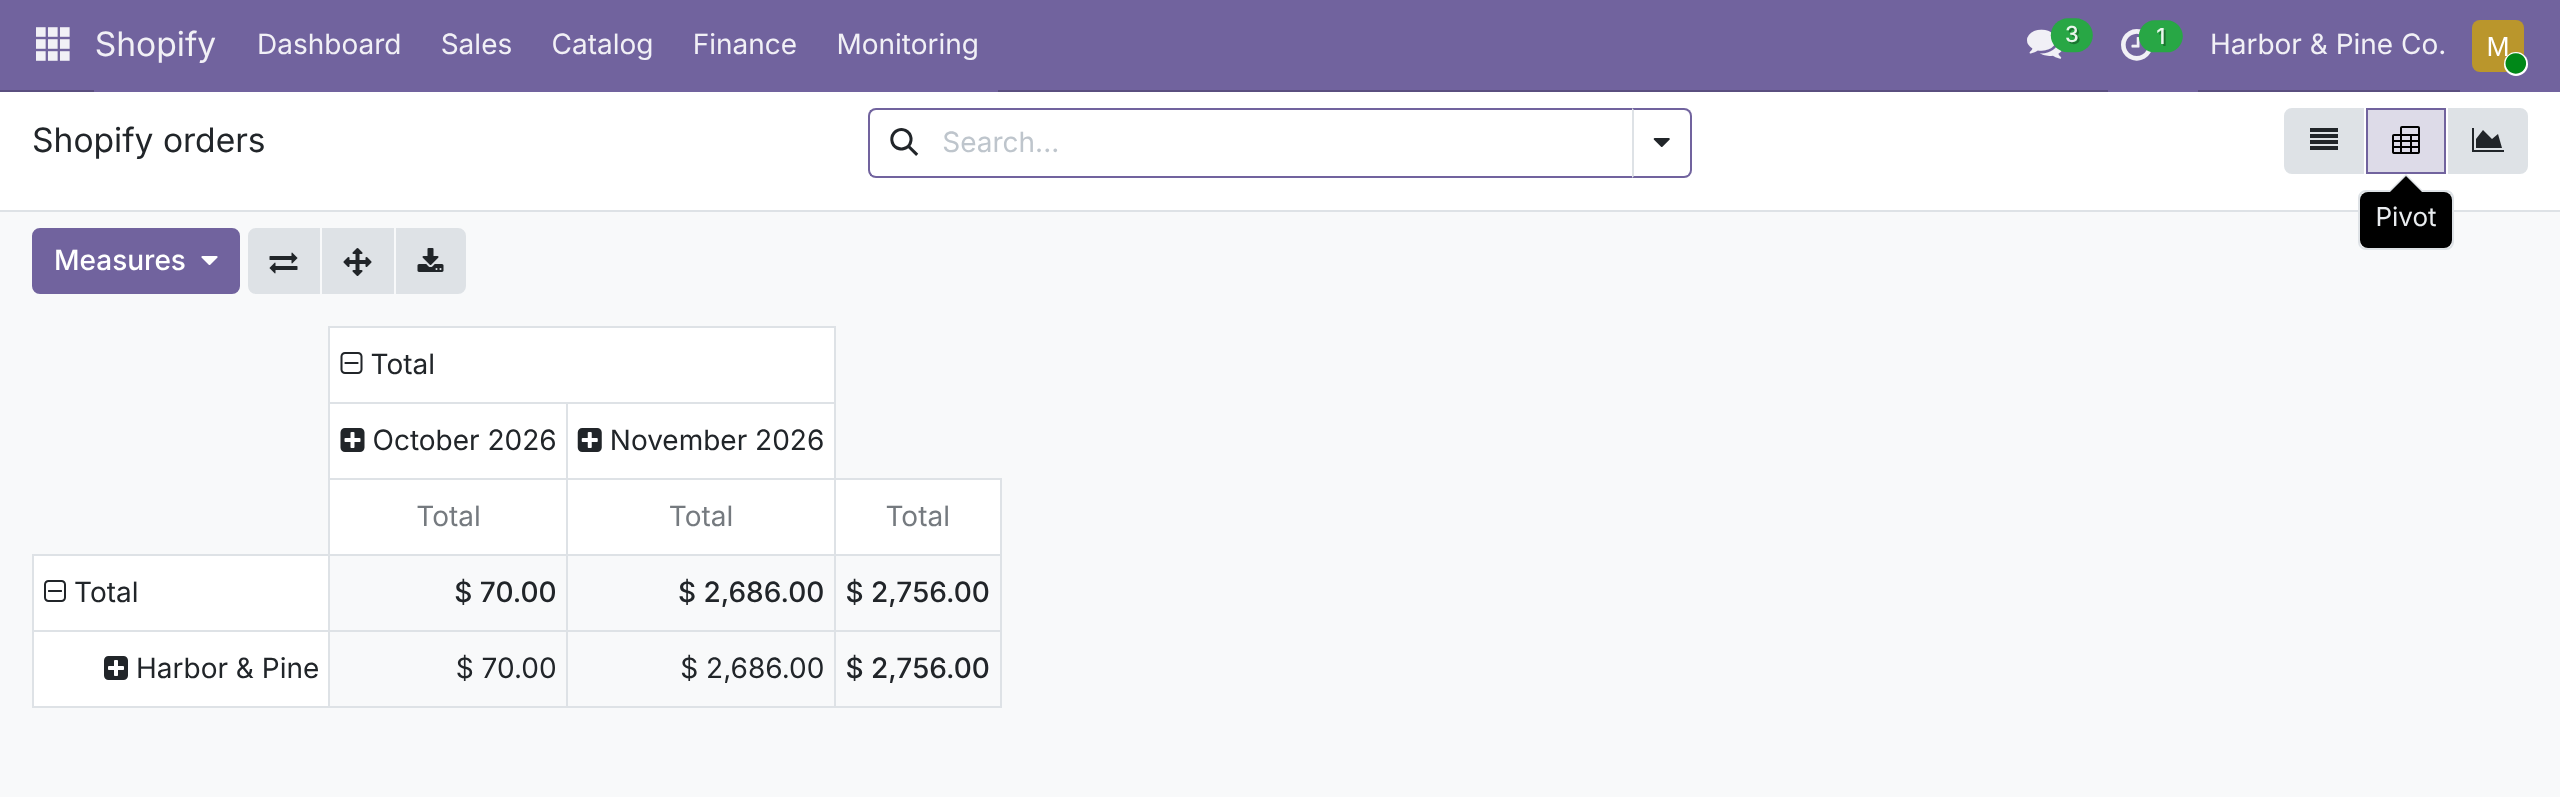 Shopify Dashboard Sales Catalog Finance Monitoring 3 1 Harbor & Pine Co. M
Shopify orders Search...
Pivot
Measures
Total
October 2026 November 2026
Total Total Total
Total $ 70.00 $ 2,686.00 $ 2,756.00
Harbor & Pine $ 70.00 $ 2,686.00 $ 2,756.00